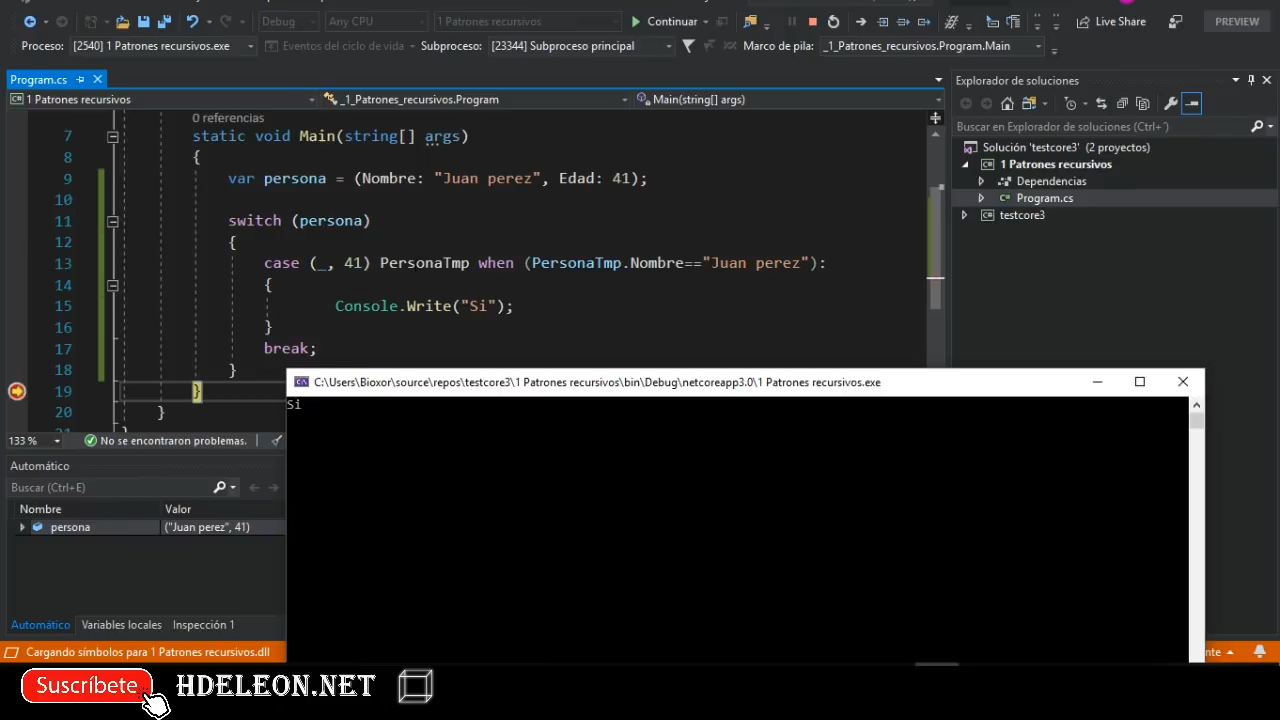 Debug Any CPU 1 Patrones recursivos Continuar Live Share PREVIEW
Proceso: [2540] 1 Patrones recursivos.exe Eventos del ciclo de vida Subproceso: [23344] Subproceso principal Marco de pila: _1_Patrones_recursivos.Program.Main
Program.cs
1 Patrones recursivos _1_Patrones_recursivos.Program Main(string[] args)
0 referencias
7 static void Main(string[] args)
8 {
9 var persona = (Nombre: "Juan perez", Edad: 41);
10
11 switch (persona)
12 {
13 case (_, 41) PersonaTmp when (PersonaTmp.Nombre=="Juan perez"):
14 {
15 Console.Write("Si");
16 }
17 break;
18 }
19 }
20 }
133 % No se encontraron problemas.
Automático
Buscar (Ctrl+E)
Nombre Valor
persona ("Juan perez", 41)
Automático Variables locales Inspección 1
Cargando símbolos para 1 Patrones recursivos.dll
Explorador de soluciones
Buscar en Explorador de soluciones (Ctrl+´)
Solución 'testcore3' (2 proyectos)
1 Patrones recursivos
Dependencias
Program.cs
testcore3
C:\Users\Bioxor\source\repos\testcore3\1 Patrones recursivos\bin\Debug\netcoreapp3.0\1 Patrones recursivos.exe
Si
Suscríbete HDELEON.NET